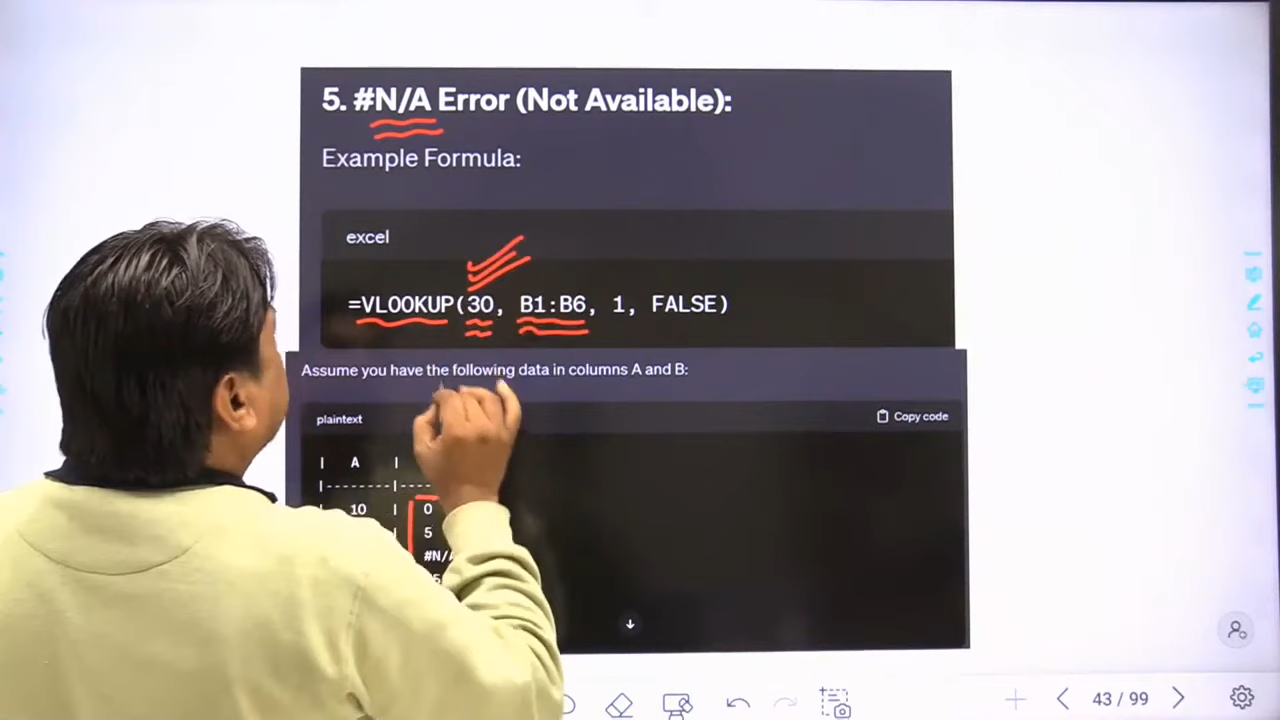 5. #N/A Error (Not Available):
Example Formula:
excel
=VLOOKUP(30, B1:B6, 1, FALSE)
Assume you have the following data in columns A and B:
plaintext
Copy code
| A |
|--------|----
| 10 | 0
| 5
#N/A
43 / 99